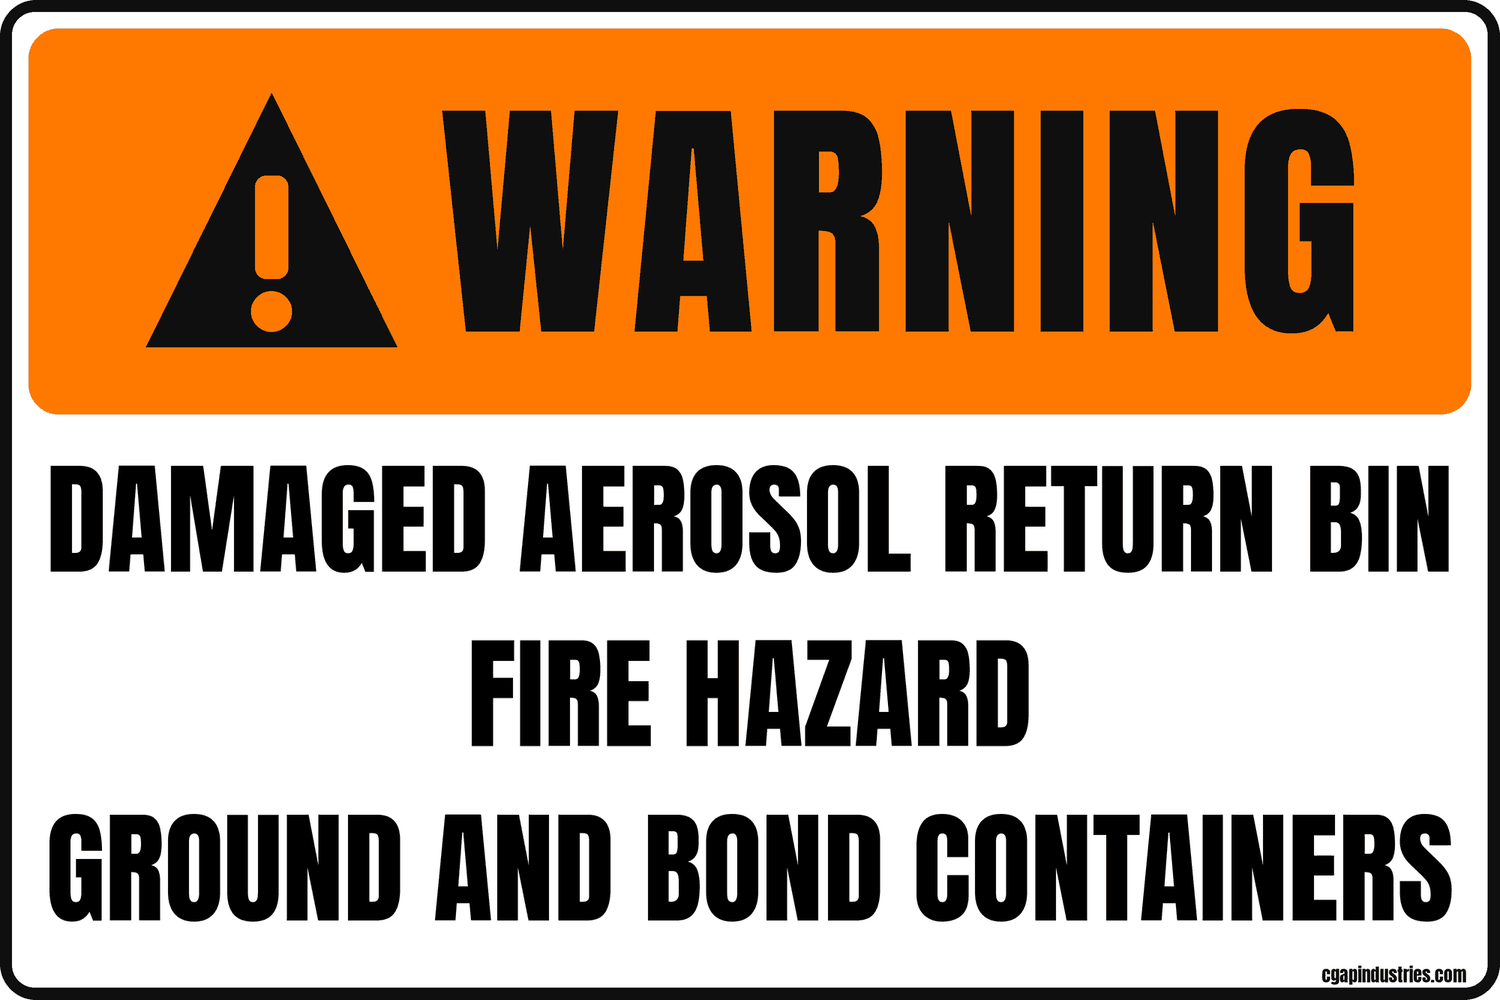 WARNING
DAMAGED AEROSOL RETURN BIN
FIRE HAZARD
GROUND AND BOND CONTAINERS
cgapindustries.com